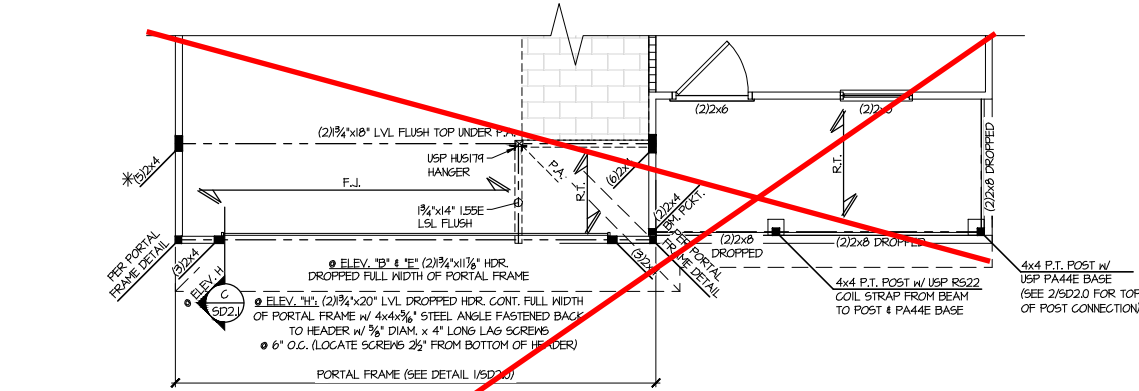 (2)2x6
(2)2x6
(2)1¾"x18" LVL FLUSH TOP UNDER P.A.
USP HUS179
HANGER
P.A.
R.T.
(6)2x4
R.T.
(2)2x8 DROPPED
*(5)2x4
F.J.
1¾"x14" 1.55E
LSL FLUSH
(2)2x4
BM. PCKT.
PER PORTAL
FRAME DETAIL
PER PORTAL
FRAME DETAIL
(3)2x4
(2)2x8
DROPPED
(2)2x8 DROPPED
@ ELEV. "B" & "E" (2)1¾"x11⅞" HDR.
DROPPED FULL WIDTH OF PORTAL FRAME
@ ELEV. H
C
SD2.1
@ ELEV. "H": (2)1¾"x20" LVL DROPPED HDR. CONT. FULL WIDTH
OF PORTAL FRAME W/ 4x4x5/16" STEEL ANGLE FASTENED BACK
TO HEADER W/ ⅝" DIAM. x 4" LONG LAG SCREWS
@ 6" O.C. (LOCATE SCREWS 2½" FROM BOTTOM OF HEADER)
4x4 P.T. POST W/ USP RS22
COIL STRAP FROM BEAM
TO POST & PA44E BASE
4x4 P.T. POST W/
USP PA44E BASE
(SEE 2/SD2.0 FOR TOP
OF POST CONNECTION)
PORTAL FRAME (SEE DETAIL 1/SD2.0)